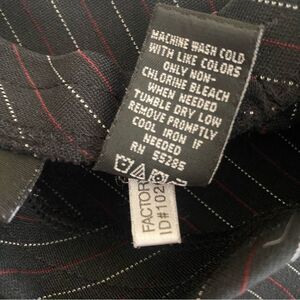 MACHINE WASH COLD
WITH LIKE COLORS
ONLY NON-
CHLORINE BLEACH
WHEN NEEDED
TUMBLE DRY LOW
REMOVE PROMPTLY
COOL IRON IF
NEEDED
RN 55285
FACTOR
ID#102